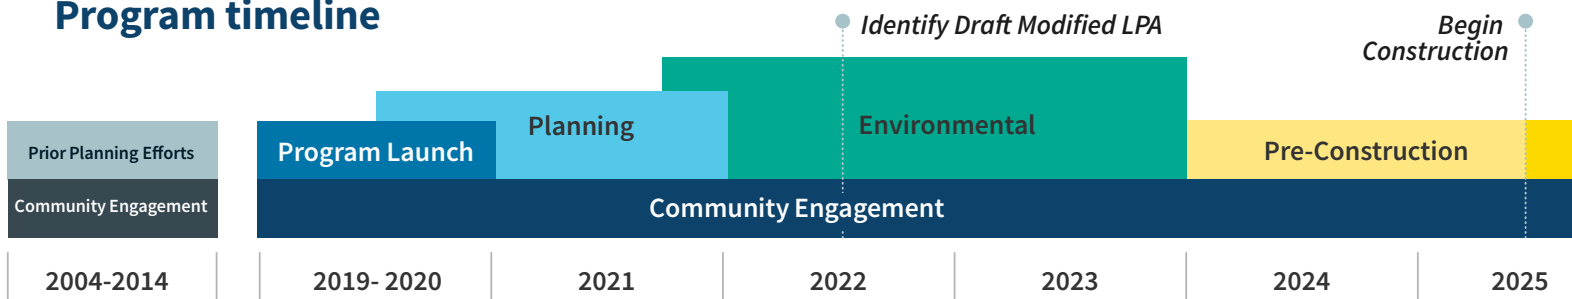 Program timeline
Identify Draft Modified LPA
Begin
Construction
Planning
Environmental
Prior Planning Efforts
Program Launch
Pre-Construction
Community Engagement
Community Engagement
2004-2014
2019- 2020
2021
2022
2023
2024
2025